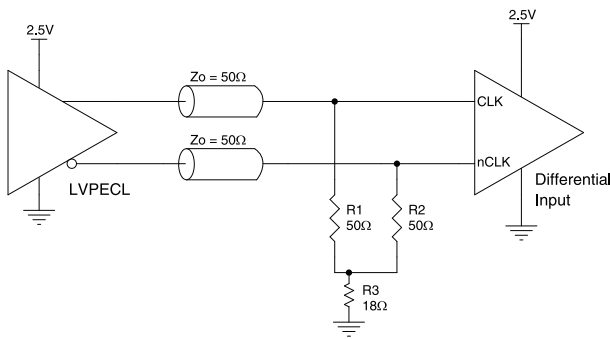 2.5V
2.5V
Zo = 50Ω
CLK
Zo = 50Ω
nCLK
LVPECL
Differential
Input
R1
50Ω
R2
50Ω
R3
18Ω